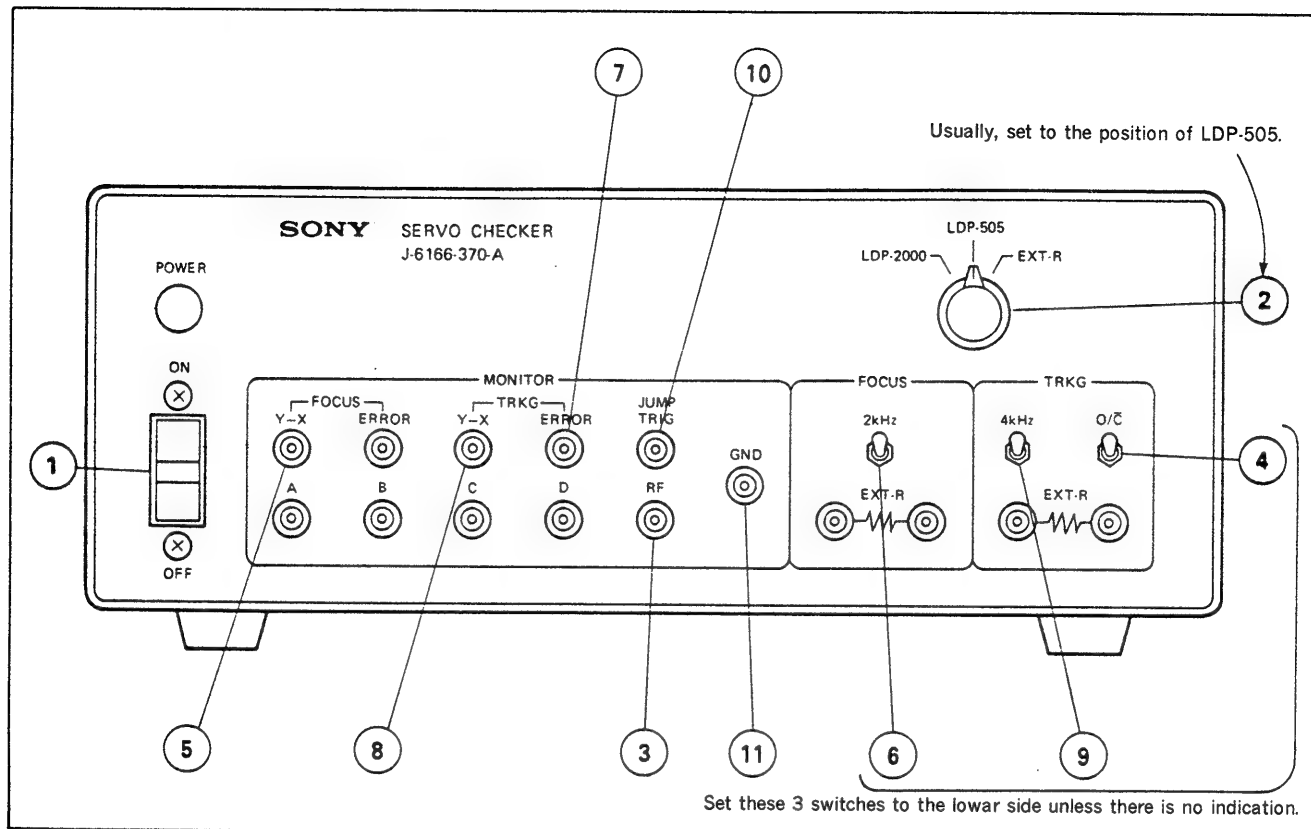 7
10
Usually, set to the position of LDP-505.
SONY SERVO CHECKER
J-6166-370-A
LDP-505
LDP-2000
EXT-R
2
POWER
ON
OFF
1
MONITOR
FOCUS
Y-X
ERROR
TRKG
Y-X
ERROR
JUMP
TRIG
GND
A
B
C
D
RF
FOCUS
2kHz
EXT-R
TRKG
4kHz
O/C̄
EXT-R
4
5
8
3
11
6
9
Set these 3 switches to the lowar side unless there is no indication.